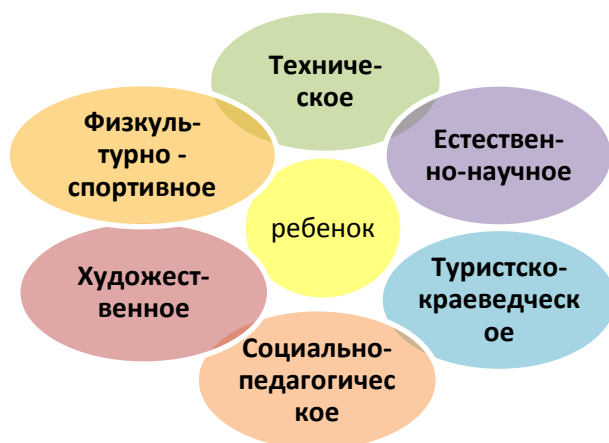 Техниче-
ское
Физкуль-
турно -
спортивное
Естествен-
но-научное
ребенок
Художест-
венное
Туристско-
краеведческ
ое
Социально-
педагогичес
кое